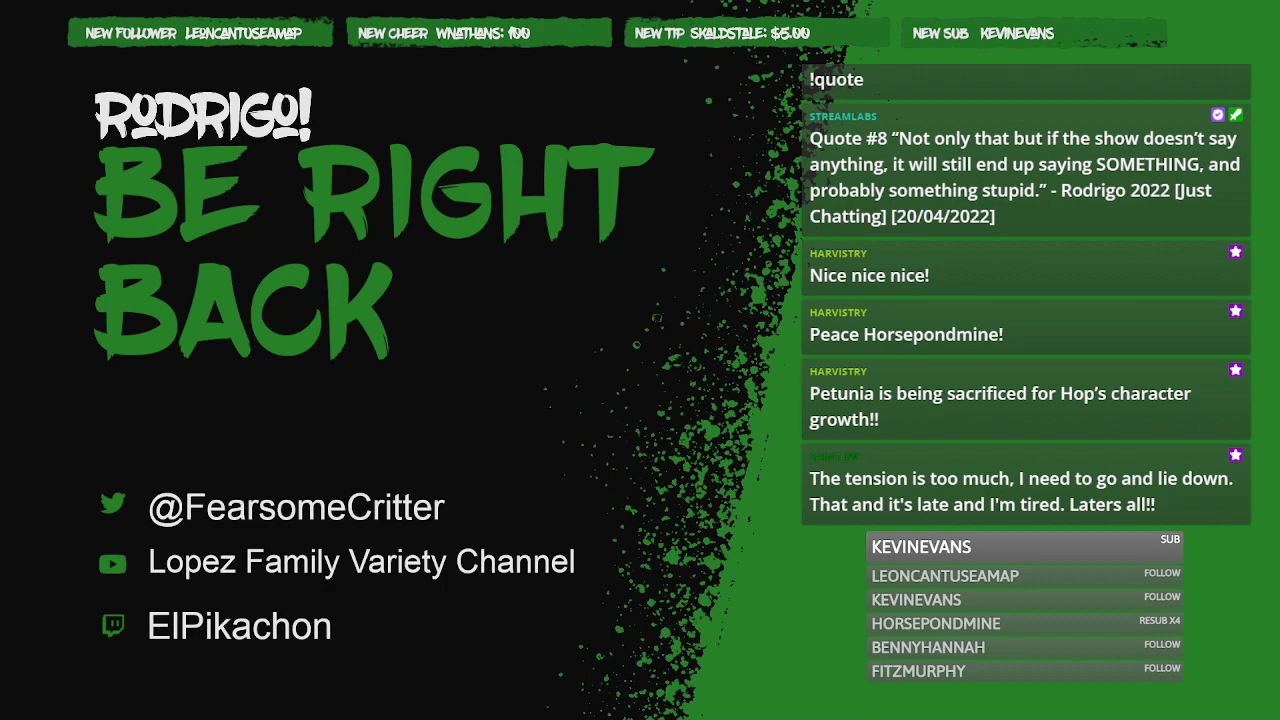 NEW FOLLOWER LEONCANTUSEAMAP
NEW CHEER WNATHANS: 100
NEW TIP SKALDSTALE: $5.00
NEW SUB KEVINEVANS
RODRIGO!
BE RIGHT
BACK
@FearsomeCritter
Lopez Family Variety Channel
ElPikachon
!quote
STREAMLABS
Quote #8 “Not only that but if the show doesn’t say
anything, it will still end up saying SOMETHING, and
probably something stupid.” - Rodrigo 2022 [Just
Chatting] [20/04/2022]
HARVISTRY
Nice nice nice!
HARVISTRY
Peace Horsepondmine!
HARVISTRY
Petunia is being sacrificed for Hop’s character
growth!!
The tension is too much, I need to go and lie down.
That and it's late and I'm tired. Laters all!!
KEVINEVANS SUB
LEONCANTUSEAMAP FOLLOW
KEVINEVANS FOLLOW
HORSEPONDMINE RESUB X4
BENNYHANNAH FOLLOW
FITZMURPHY FOLLOW